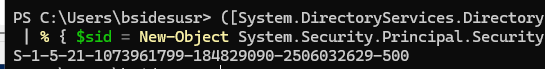 PS C:\Users\bsidesusr> ([System.DirectoryServices.Directory
| % { $sid = New-Object System.Security.Principal.Security
S-1-5-21-1073961799-184829090-2506032629-500